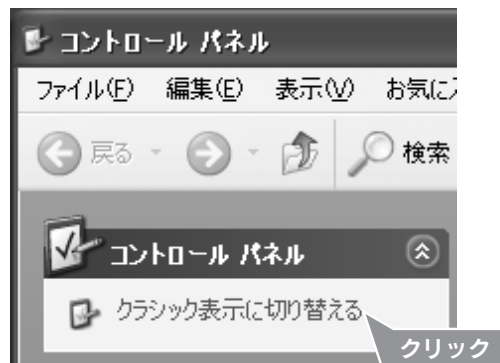 コントロール パネル
ファイル(F) 編集(E) 表示(V) お気に
戻る 検索
コントロール パネル
クラシック表示に切り替える
クリック